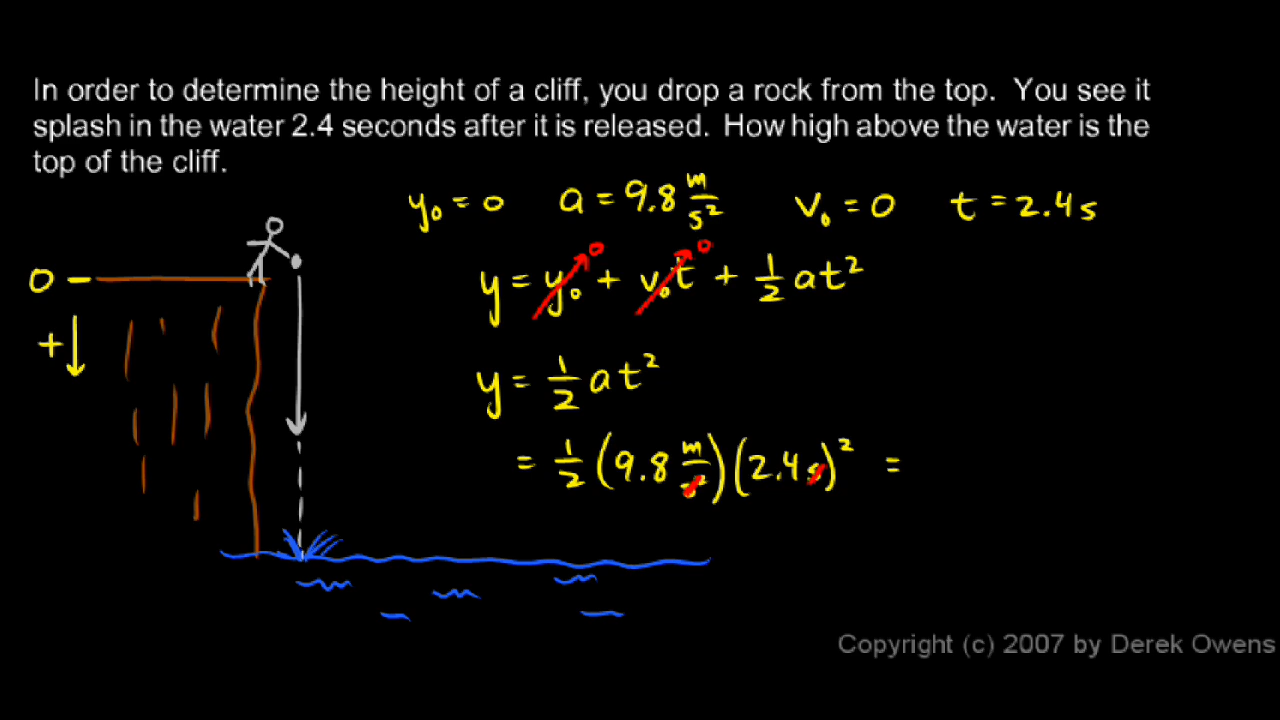 In order to determine the height of a cliff, you drop a rock from the top.  You see it
splash in the water 2.4 seconds after it is released.  How high above the water is the
top of the cliff.
y₀ = 0   a = 9.8 m/s²   v₀ = 0   t = 2.4 s
0 0
y = y₀ + v₀t + ½ at²
0 –
+
y = ½ at²
= ½ (9.8 m/s²)(2.4 s)² =
Copyright (c) 2007 by Derek Owens